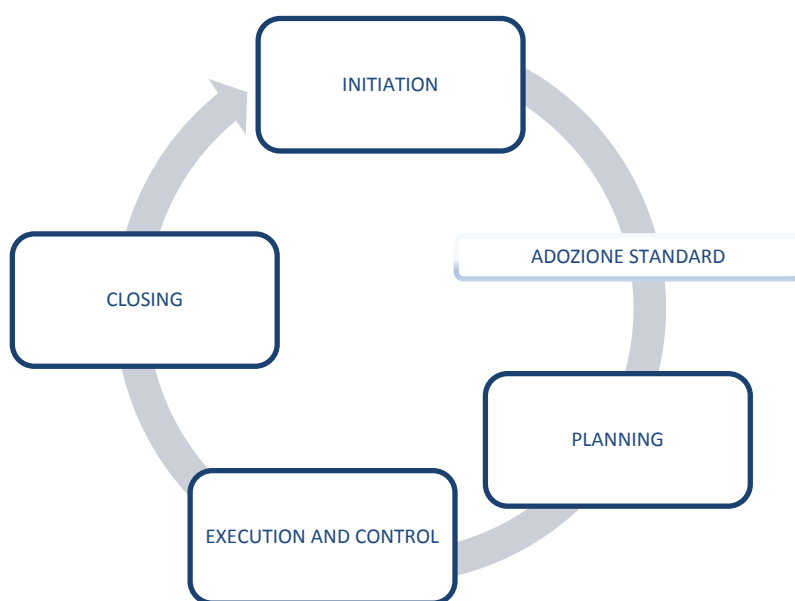 INITIATION
ADOZIONE STANDARD
CLOSING
PLANNING
EXECUTION AND CONTROL